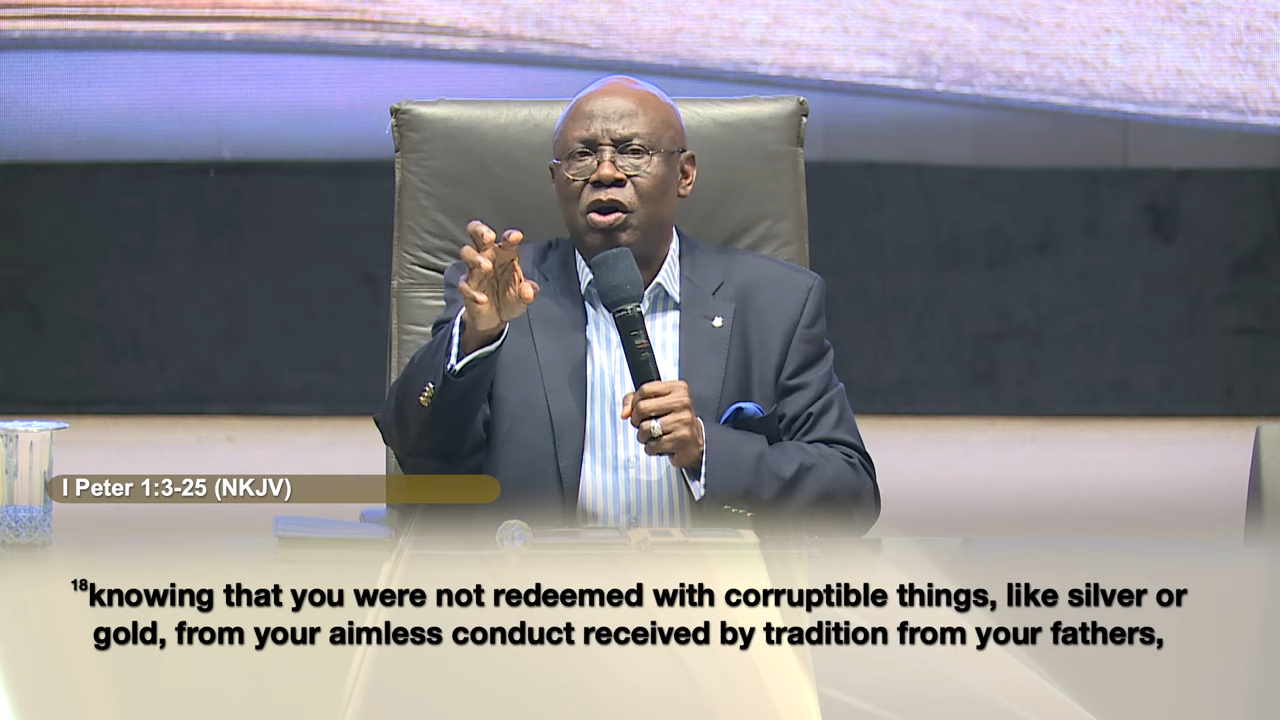 I Peter 1:3-25 (NKJV)
18knowing that you were not redeemed with corruptible things, like silver or
gold, from your aimless conduct received by tradition from your fathers,